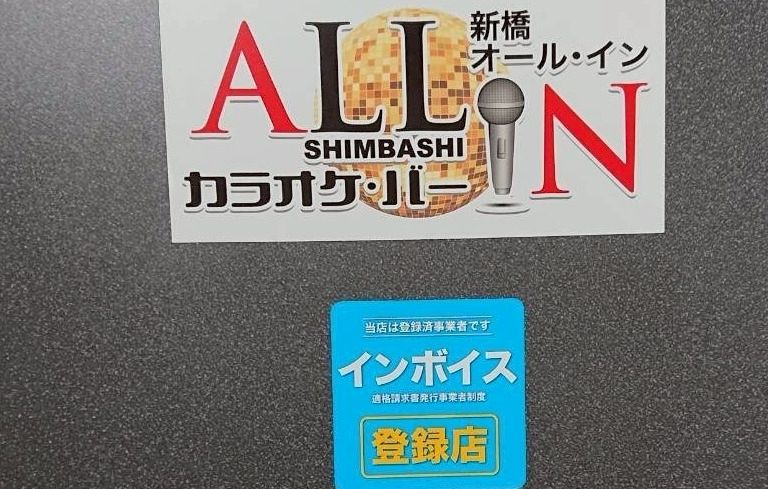 新橋
オール・イン
ALL IN
SHIMBASHI
カラオケ・バー
当店は登録済事業者です
インボイス
適格請求書発行事業者制度
登録店